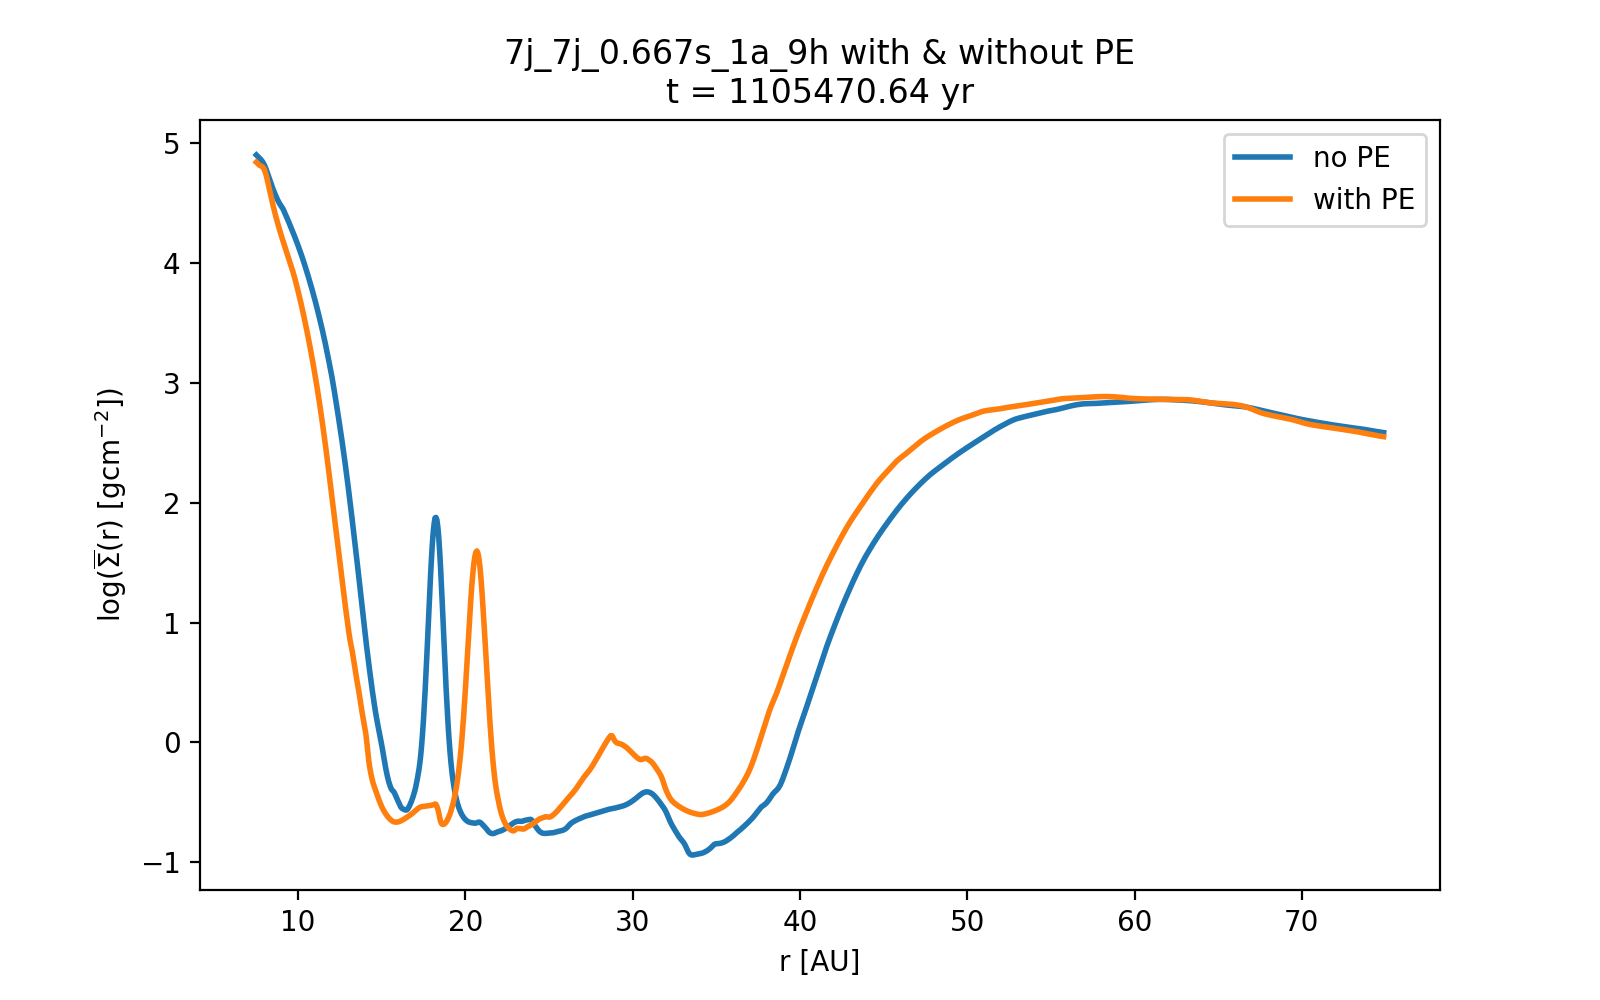 7j_7j_0.667s_1a_9h with & without PE
t = 1105470.64 yr
no PE
with PE
5
4
3
2
1
0
−1
log(Σ̅(r) [gcm⁻²])
10 20 30 40 50 60 70
r [AU]